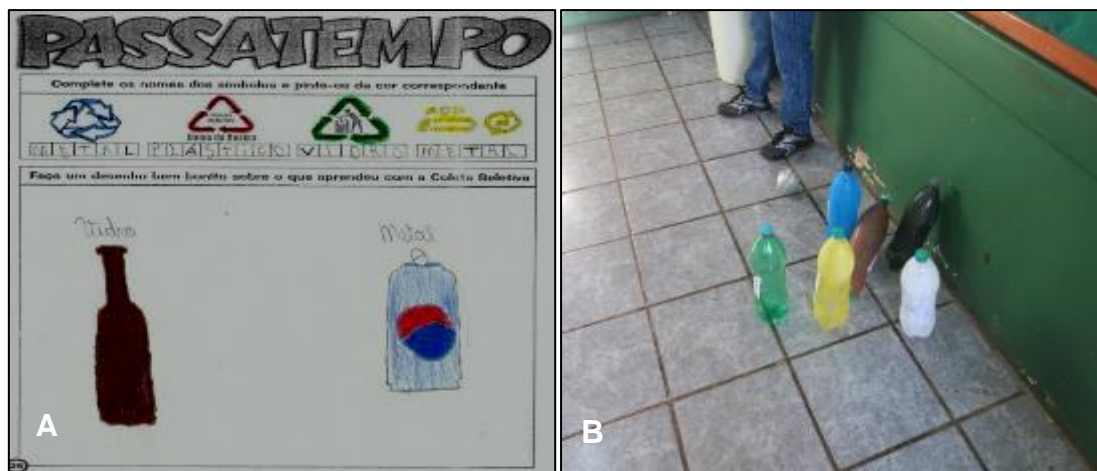 PASSATEMPO
Complete os nomes dos símbolos e pinte-os da cor correspondente
METAL PLÁSTICO VIDRO METAL
Faça um desenho bem bonito sobre o que aprendeu com a Coleta Seletiva
Vidro Metal
A
B